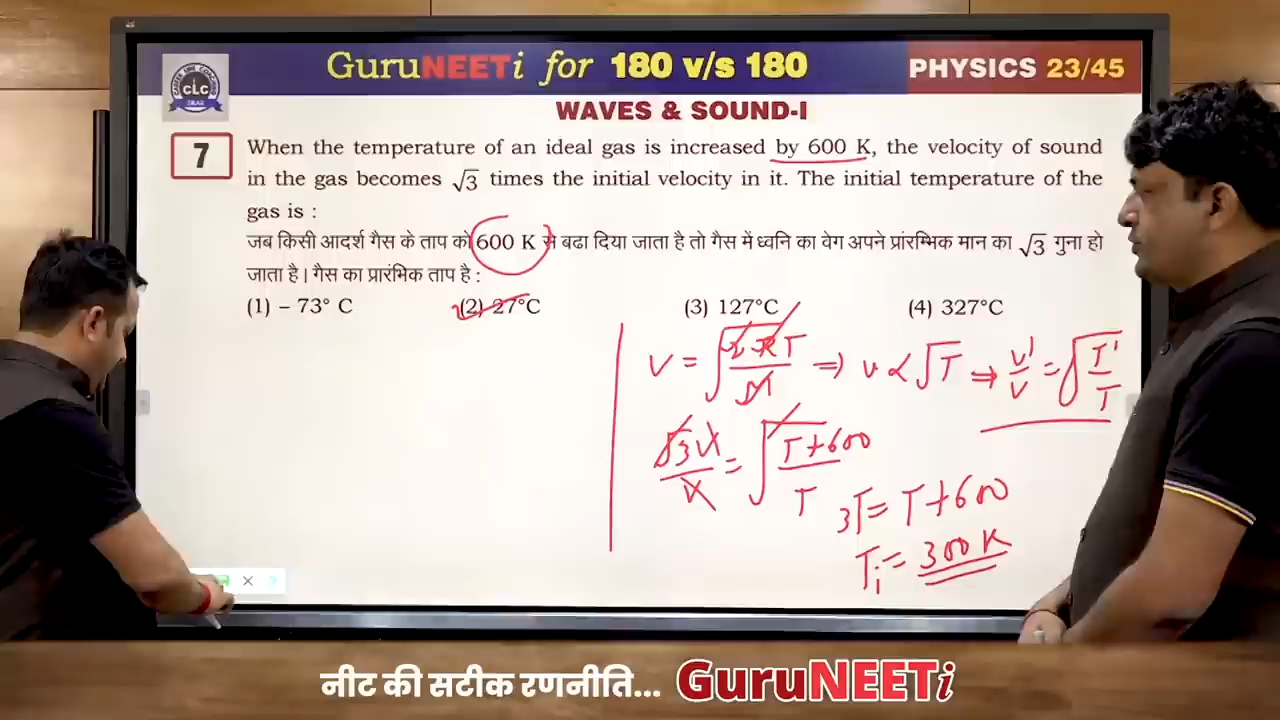 GuruNEETi for 180 v/s 180
PHYSICS 23/45
CLC
SIKAR
WAVES & SOUND-I
7
When the temperature of an ideal gas is increased by 600 K, the velocity of sound
in the gas becomes √3 times the initial velocity in it. The initial temperature of the
gas is :
जब किसी आदर्श गैस के ताप को 600 K से बढा दिया जाता है तो गैस में ध्वनि का वेग अपने प्रांरम्भिक मान का √3 गुना हो
जाता है। गैस का प्रारंभिक ताप है :
(1) – 73° C (2) 27°C (3) 127°C (4) 327°C
v = √(γRT/M) ⇒ v ∝ √T ⇒ v'/v = √(T'/T)
√3v/v = √(T+600/T)
3T = T+600
Ti = 300 K
नीट की सटीक रणनीति... GuruNEETi